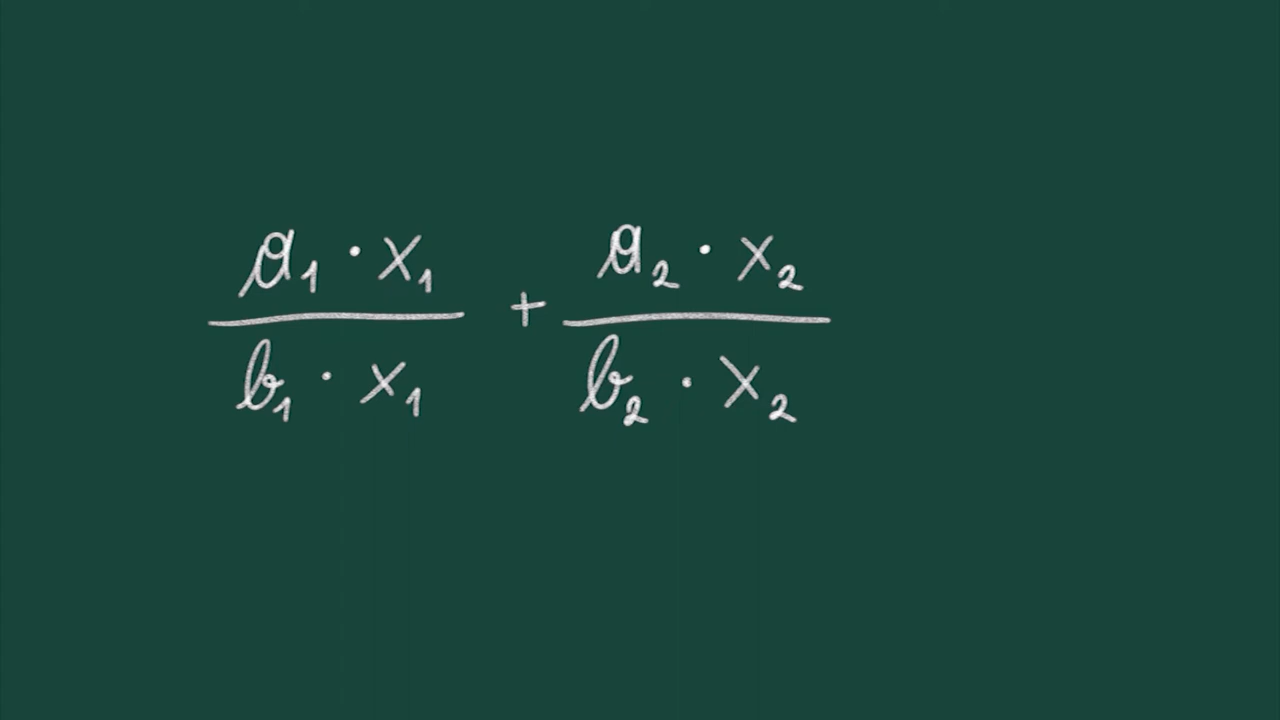 a₁ · x₁ + a₂ · x₂
b₁ · x₁   b₂ · x₂